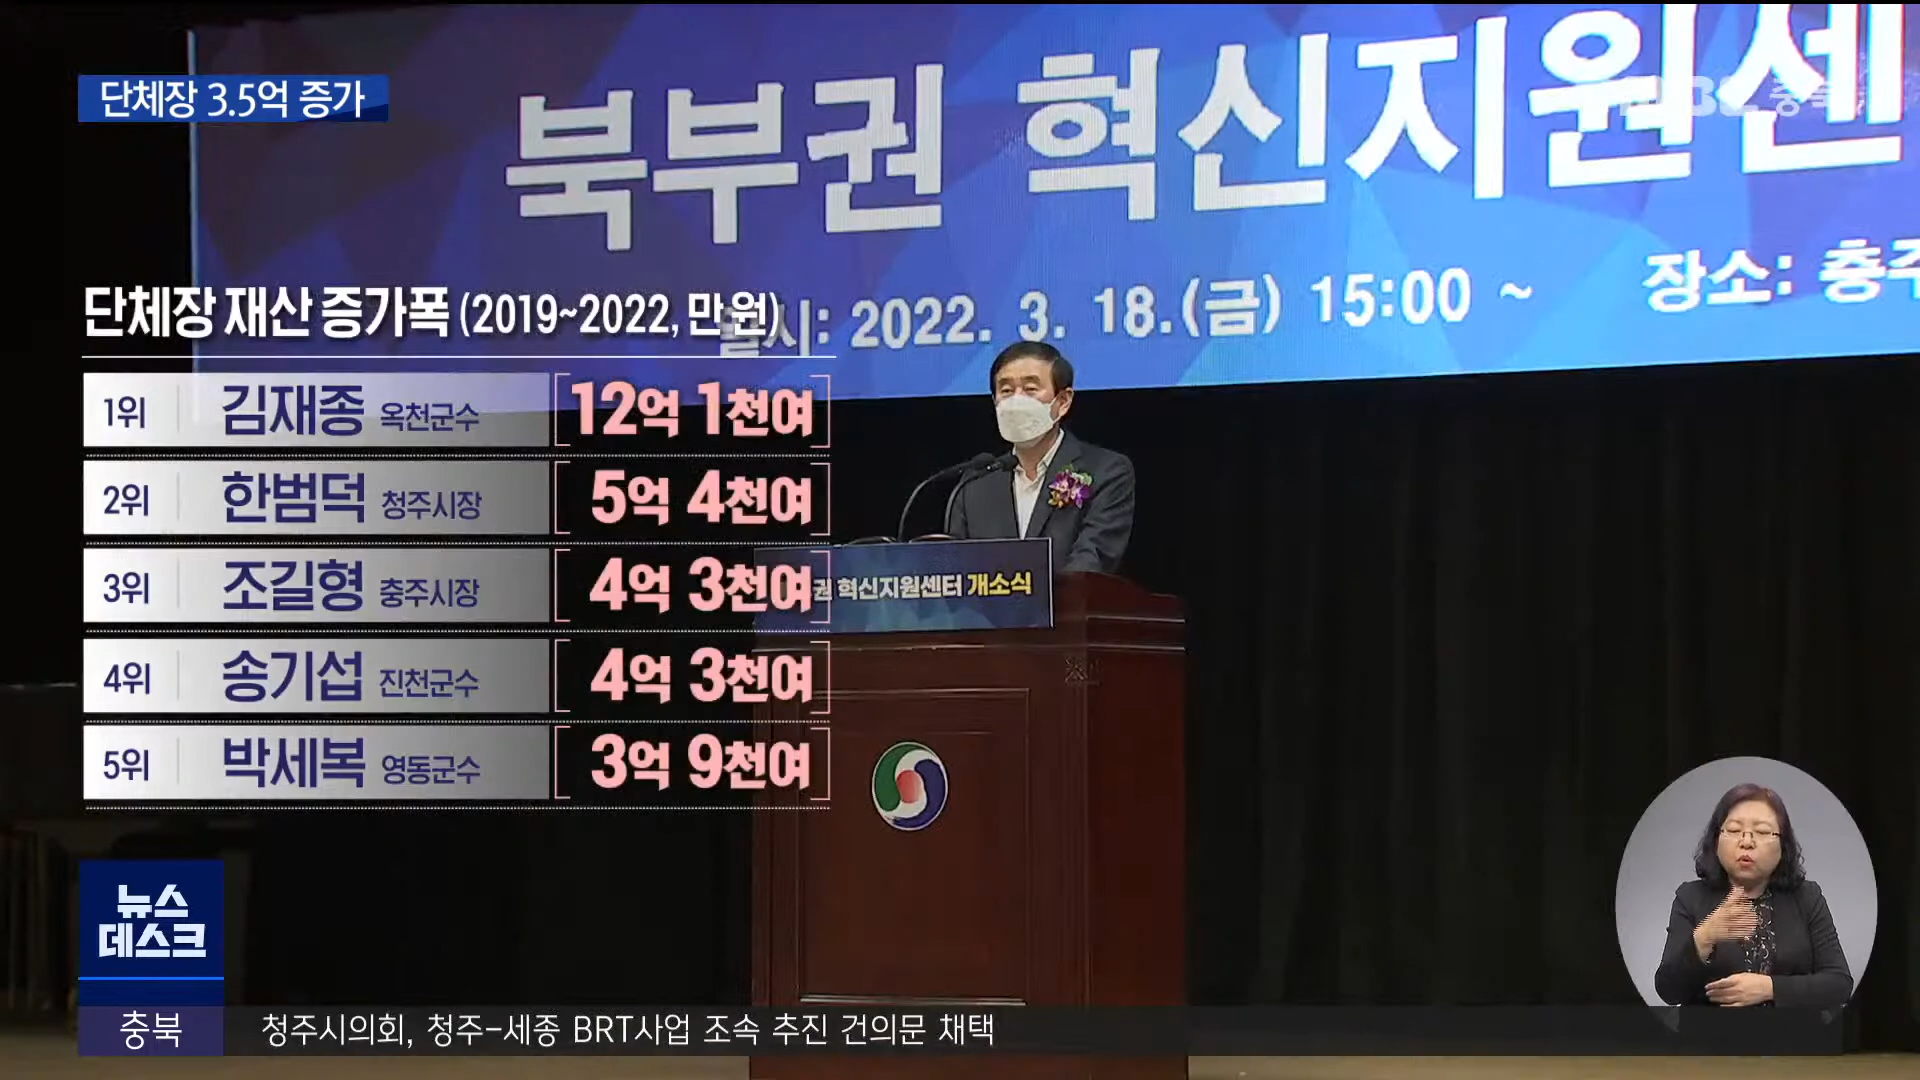 단체장 3.5억 증가
북부권 혁신지원센
MBC 충북
시: 2022. 3. 18.(금) 15:00 ~
장소: 충주
단체장 재산 증가폭 (2019~2022, 만 원)
1위 김재종 옥천군수 12억 1천여
2위 한범덕 청주시장 5억 4천여
3위 조길형 충주시장 4억 3천여
4위 송기섭 진천군수 4억 3천여
5위 박세복 영동군수 3억 9천여
권 혁신지원센터 개소식
뉴스
데스크
충북 청주시의회, 청주-세종 BRT사업 조속 추진 건의문 채택